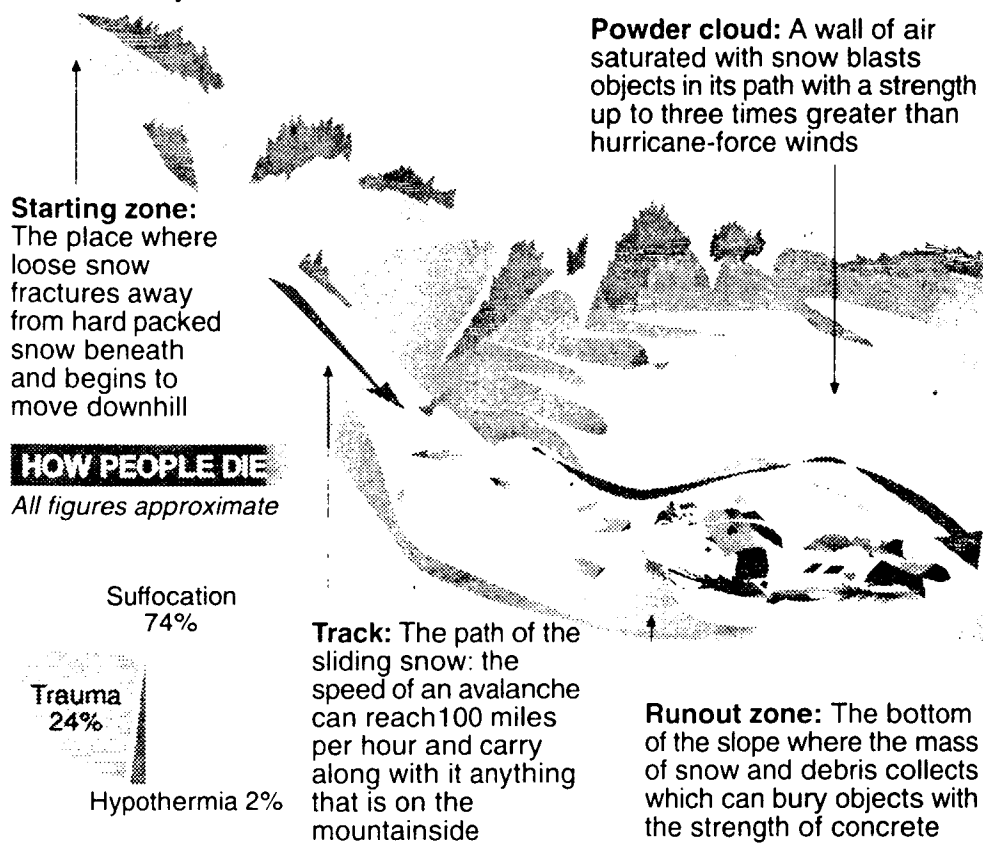 Powder cloud: A wall of air
saturated with snow blasts
objects in its path with a strength
up to three times greater than
hurricane-force winds
Starting zone:
The place where
loose snow
fractures away
from hard packed
snow beneath
and begins to
move downhill
HOW PEOPLE DIE
All figures approximate
Suffocation
74%
Trauma
24%
Hypothermia 2%
Track: The path of the
sliding snow: the
speed of an avalanche
can reach100 miles
per hour and carry
along with it anything
that is on the
mountainside
Runout zone: The bottom
of the slope where the mass
of snow and debris collects
which can bury objects with
the strength of concrete